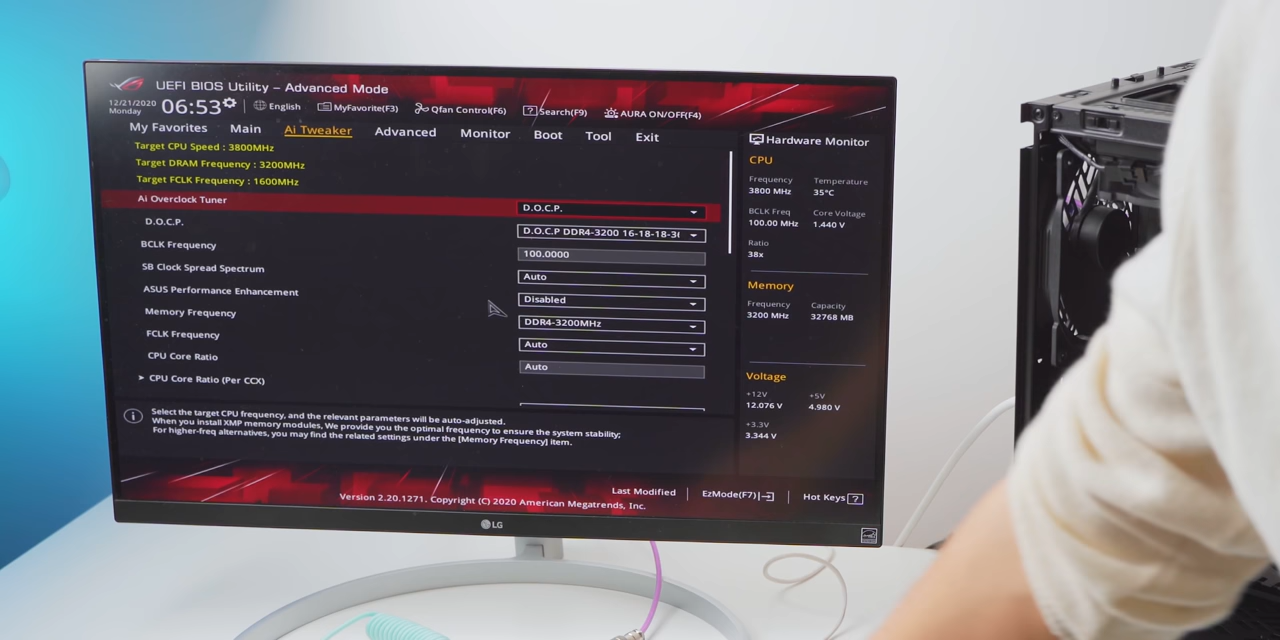 UEFI BIOS Utility – Advanced Mode
12/21/2020
Monday
06:53
English
MyFavorite(F3)
Qfan Control(F6)
? Search(F9)
AURA ON/OFF(F4)
My Favorites Main Ai Tweaker Advanced Monitor Boot Tool Exit
Target CPU Speed : 3800MHz
Target DRAM Frequency : 3200MHz
Target FCLK Frequency : 1600MHz
Ai Overclock Tuner D.O.C.P.
D.O.C.P. D.O.C.P DDR4-3200 16-18-18-3
BCLK Frequency 100.0000
SB Clock Spread Spectrum Auto
ASUS Performance Enhancement Disabled
Memory Frequency DDR4-3200MHz
FCLK Frequency Auto
CPU Core Ratio Auto
> CPU Core Ratio (Per CCX)
i
Select the target CPU frequency, and the relevant parameters will be auto-adjusted.
When you install XMP memory modules, We provide you the optimal frequency to ensure the system stability;
For higher-freq alternatives, you may find the related settings under the [Memory Frequency] item.
Hardware Monitor
CPU
Frequency Temperature
3800 MHz 35°C
BCLK Freq Core Voltage
100.00 MHz 1.440 V
Ratio
38x
Memory
Frequency Capacity
3200 MHz 32768 MB
Voltage
+12V +5V
12.076 V 4.980 V
+3.3V
3.344 V
Last Modified
EzMode(F7)
Hot Keys ?
Version 2.20.1271. Copyright (C) 2020 American Megatrends, Inc.
LG